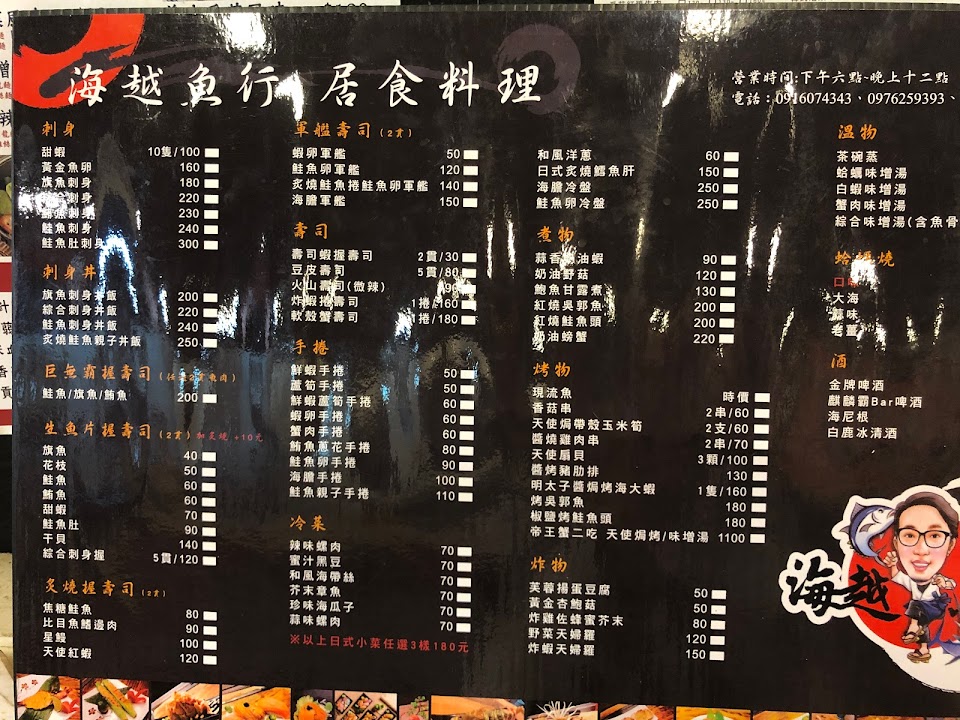 海越魚行 居食料理
營業時間:下午六點~晚上十二點
電話:0916074343、0976259393、
刺身
甜蝦 10隻/100
黃金魚卵 160
旗魚刺身 180
刺身 220
鮪魚刺身 230
鮭魚刺身 240
鮭魚肚刺身 300
刺身丼
旗魚刺身丼飯 200
綜合刺身丼飯 220
鮭魚刺身丼飯 240
炙燒鮭魚親子丼飯 250
巨無霸握壽司
鮭魚/旗魚/鮪魚 200
生魚片握壽司(2貫)加炙燒 +10元
旗魚 40
花枝 50
鮭魚 60
鮪魚 60
甜蝦 70
鮭魚肚 90
干貝 140
綜合刺身握 5貫/120
炙燒握壽司(2貫)
焦糖鮭魚 80
比目魚鰭邊肉 90
星鰻 100
天使紅蝦 120
軍艦壽司(2貫)
蝦卵軍艦 50
鮭魚卵軍艦 120
炙燒鮭魚捲鮭魚卵軍艦 140
海膽軍艦 150
壽司
壽司蝦握壽司 2貫/30
豆皮壽司 5貫/80
火山壽司(微辣)
炸蝦捲壽司 1捲/160
軟殼蟹壽司 1捲/180
手捲
鮮蝦手捲 50
蘆筍手捲 50
鮮蝦蘆筍手捲 60
蝦卵手捲 60
蟹肉手捲 60
鮪魚蔥花手捲 80
鮭魚卵手捲 90
海膽手捲 100
鮭魚親子手捲 110
冷菜
辣味螺肉 70
蜜汁黑豆 70
和風海帶絲 70
芥末章魚 70
珍味海瓜子 70
蒜味螺肉 70
※以上日式小菜任選3樣180元
和風洋蔥 60
日式炙燒鱈魚肝 150
海膽冷盤 250
鮭魚卵冷盤 250
煮物
蒜香奶油蝦 90
奶油野菇 120
鮑魚甘露煮 130
紅燒吳郭魚 200
紅燒鮭魚頭 200
奶油螃蟹 220
烤物
現流魚 時價
香菇串 2串/60
天使焗帶殼玉米筍 2支/60
醬燒雞肉串 2串/70
天使扇貝 3顆/100
醬烤豬肋排 130
明太子醬焗烤海大蝦 1隻/160
烤吳郭魚 180
椒鹽烤鮭魚頭 180
帝王蟹二吃 天使焗烤/味增湯 1100
炸物
芙蓉揚蛋豆腐 50
黃金杏鮑菇 50
炸雞佐蜂蜜芥末 80
野菜天婦羅 120
炸蝦天婦羅 150
溫物
茶碗蒸
蛤蠣味增湯
白蝦味增湯
蟹肉味增湯
綜合味增湯(含魚骨
燒
大海
蒜味
老薑
酒
金牌啤酒
麒麟霸Bar啤酒
海尼根
白鹿冰清酒
海越